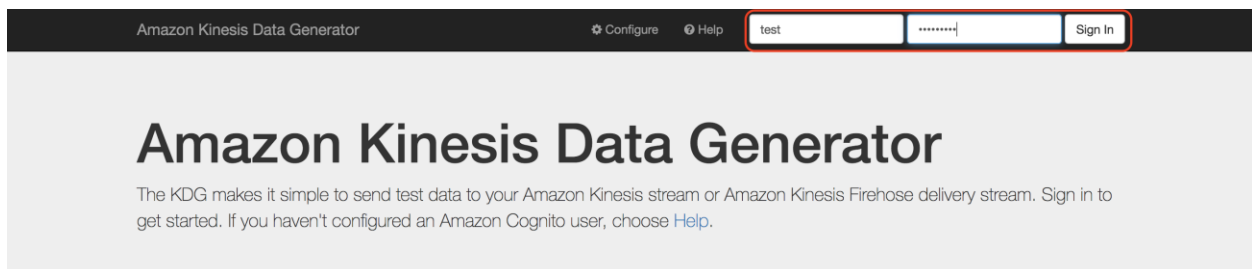 Amazon Kinesis Data Generator Configure Help test ········· Sign In
Amazon Kinesis Data Generator
The KDG makes it simple to send test data to your Amazon Kinesis stream or Amazon Kinesis Firehose delivery stream. Sign in to
get started. If you haven't configured an Amazon Cognito user, choose Help.